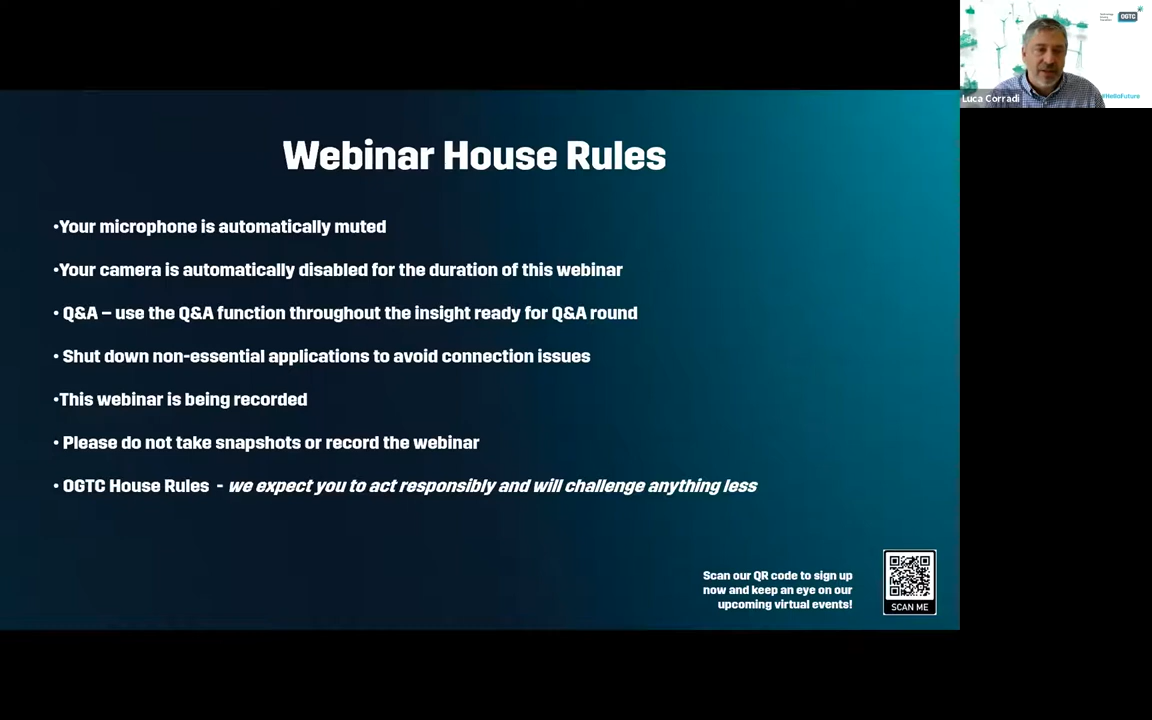 OGTC
Luca Corradi
#HelloFuture
Webinar House Rules
•Your microphone is automatically muted
•Your camera is automatically disabled for the duration of this webinar
• Q&A – use the Q&A function throughout the insight ready for Q&A round
• Shut down non-essential applications to avoid connection issues
•This webinar is being recorded
• Please do not take snapshots or record the webinar
• OGTC House Rules - we expect you to act responsibly and will challenge anything less
Scan our QR code to sign up
now and keep an eye on our
upcoming virtual events!
SCAN ME